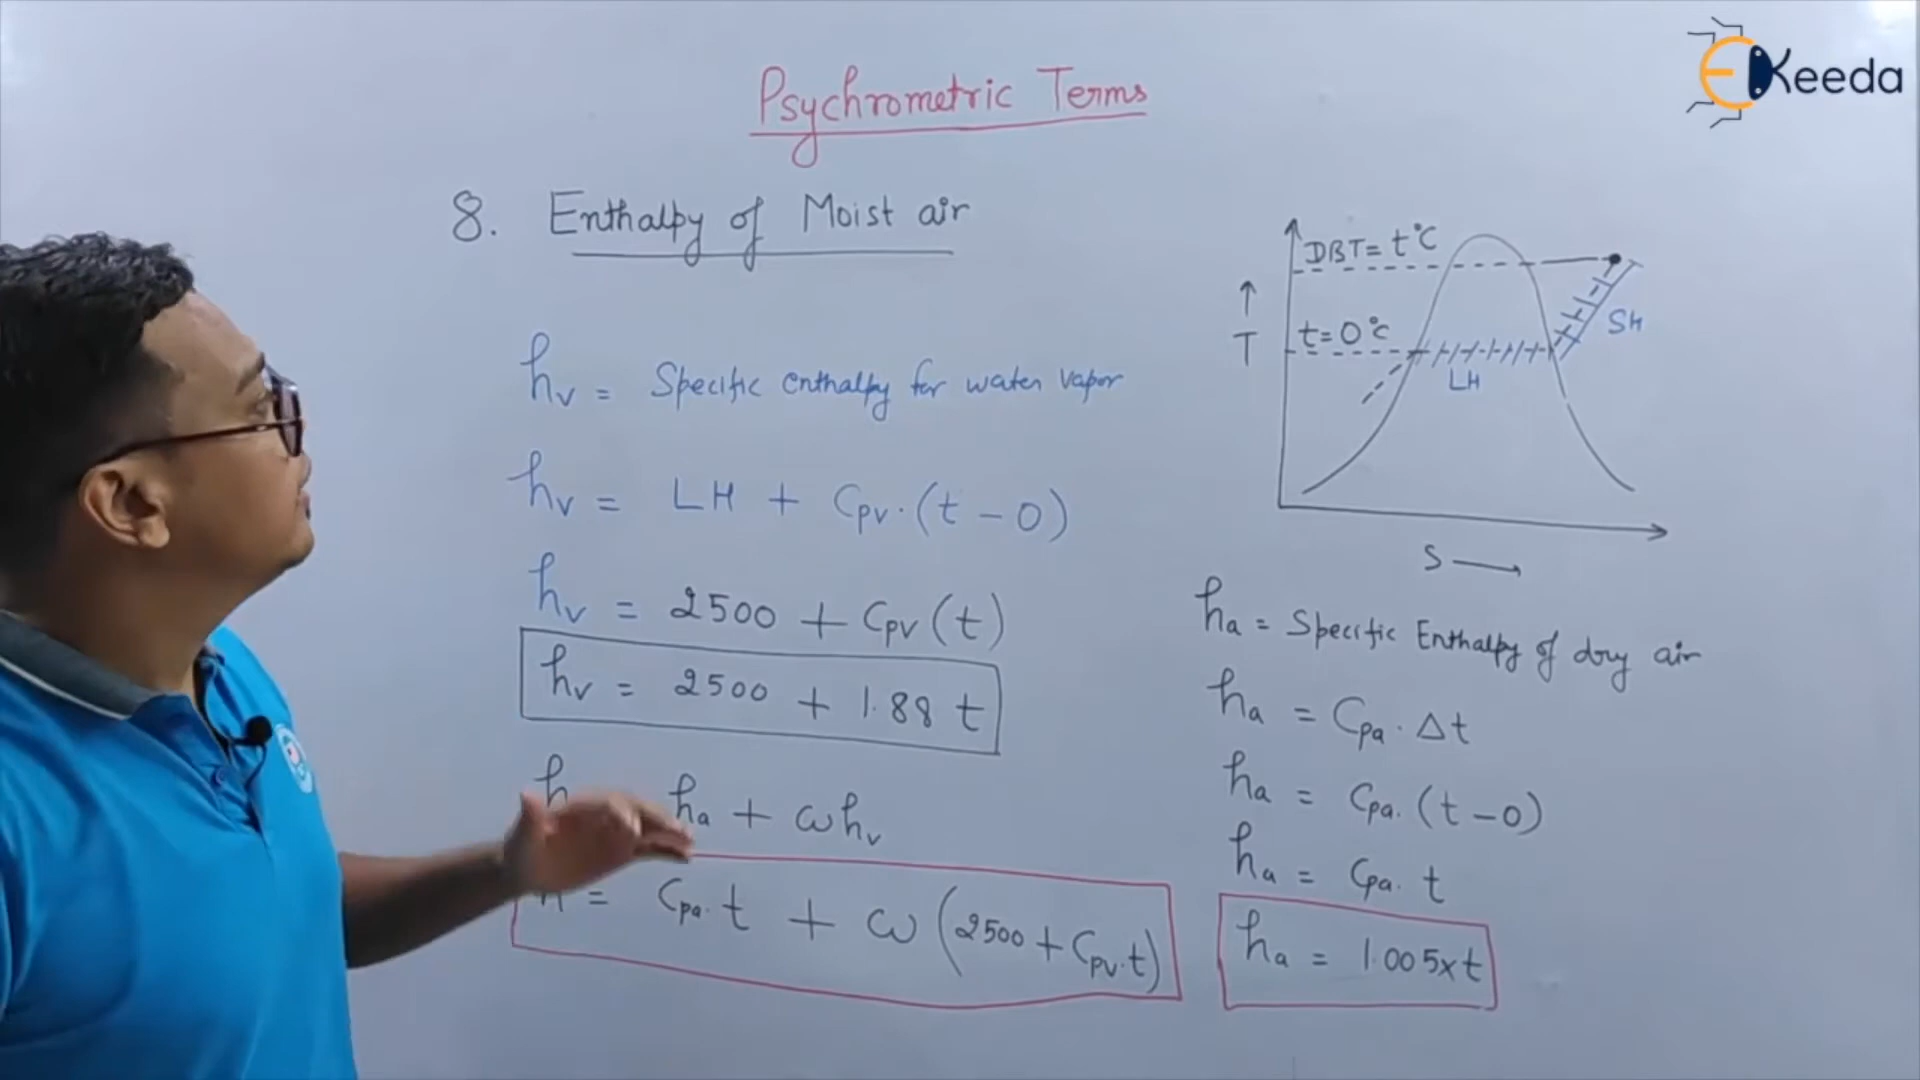 EKeeda
Psychrometric Terms
8. Enthalpy of Moist air
hv = Specific enthalpy for water vapor
hv = LH + Cpv.(t - 0)
hv = 2500 + Cpv(t)
hv = 2500 + 1.88 t
h ha + ωhv
h = Cpa.t + ω(2500 + Cpv.t)
DBT = t°C
t=0°c
↑
T
LH
SH
S →
ha = Specific Enthalpy of dry air
ha = Cpa.Δt
ha = Cpa.(t - 0)
ha = Cpa. t
ha = 1.005xt